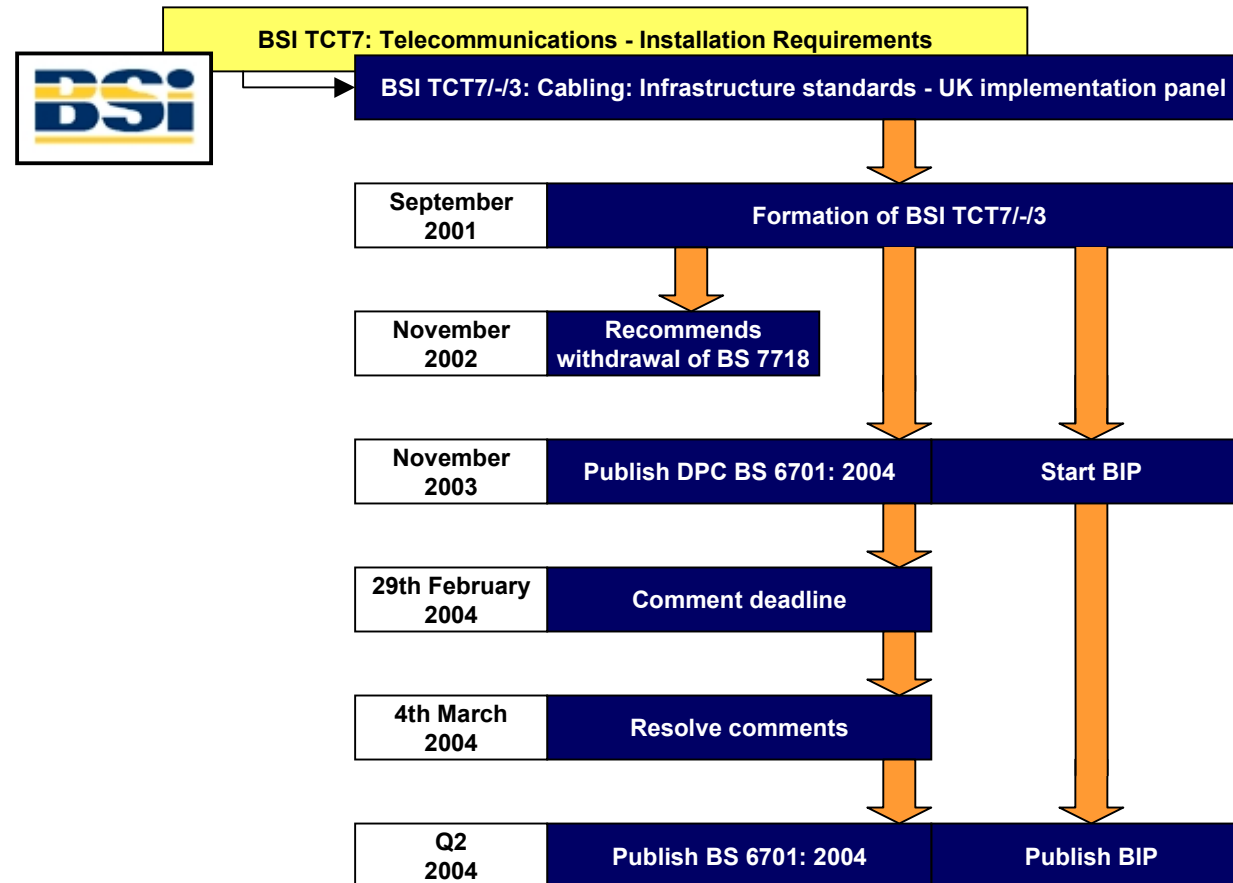 BSI TCT7: Telecommunications - Installation Requirements
BSi
BSI TCT7/-/3: Cabling: Infrastructure standards - UK implementation panel
September
2001
Formation of BSI TCT7/-/3
November
2002
Recommends
withdrawal of BS 7718
November
2003
Publish DPC BS 6701: 2004
Start BIP
29th February
2004
Comment deadline
4th March
2004
Resolve comments
Q2
2004
Publish BS 6701: 2004
Publish BIP